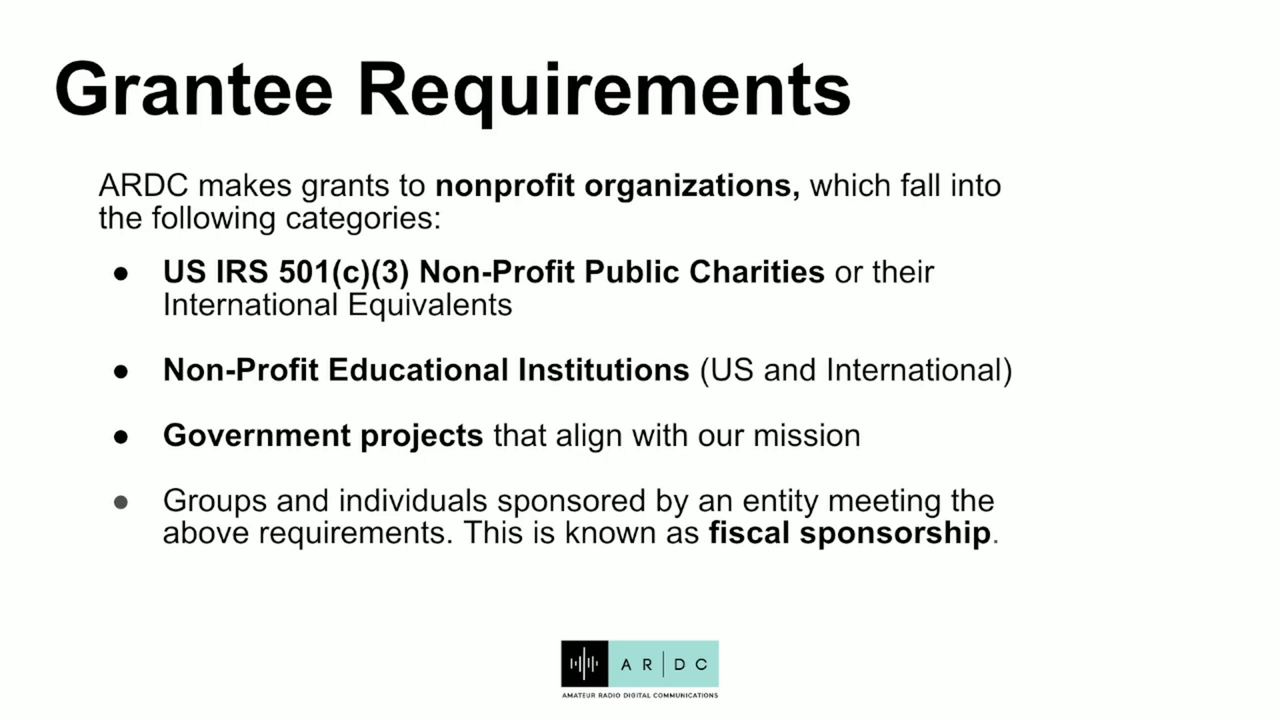 Grantee Requirements
ARDC makes grants to nonprofit organizations, which fall into
the following categories:
● US IRS 501(c)(3) Non-Profit Public Charities or their
International Equivalents
● Non-Profit Educational Institutions (US and International)
● Government projects that align with our mission
● Groups and individuals sponsored by an entity meeting the
above requirements. This is known as fiscal sponsorship.
AR|DC
AMATEUR RADIO DIGITAL COMMUNICATIONS